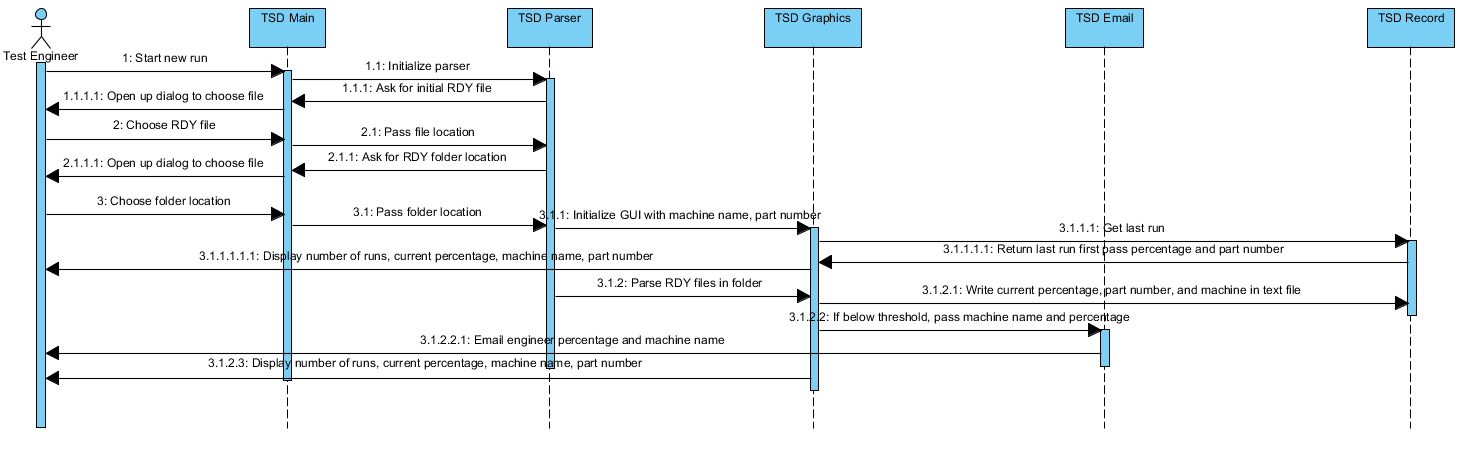 TSD Main
TSD Parser
TSD Graphics
TSD Email
TSD Record
Test Engineer
1: Start new run
1.1: Initialize parser
1.1.1: Ask for initial RDY file
1.1.1.1: Open up dialog to choose file
2: Choose RDY file
2.1: Pass file location
2.1.1: Ask for RDY folder location
2.1.1.1: Open up dialog to choose file
3: Choose folder location
3.1: Pass folder location
3.1.1: Initialize GUI with machine name, part number
3.1.1.1: Get last run
3.1.1.1.1: Return last run first pass percentage and part number
3.1.1.1.1.1: Display number of runs, current percentage, machine name, part number
3.1.2: Parse RDY files in folder
3.1.2.1: Write current percentage, part number, and machine in text file
3.1.2.2: If below threshold, pass machine name and percentage
3.1.2.2.1: Email engineer percentage and machine name
3.1.2.3: Display number of runs, current percentage, machine name, part number